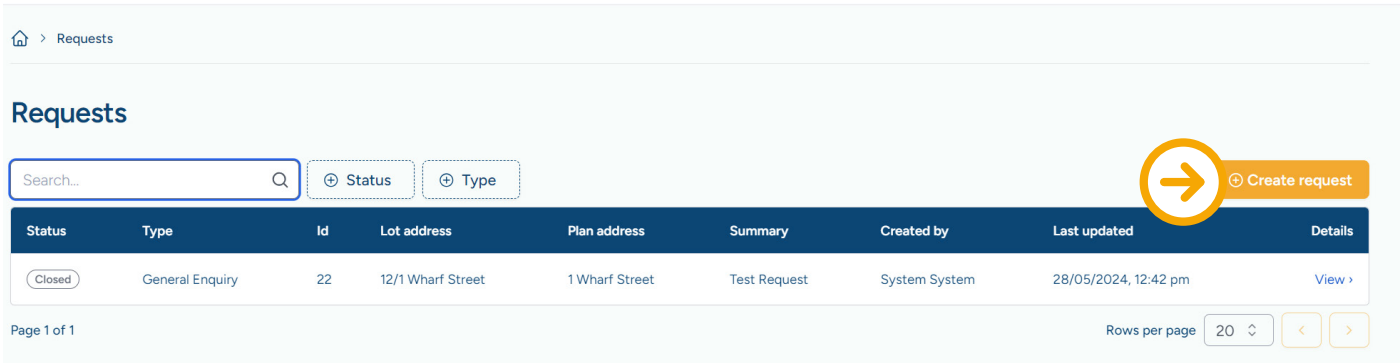 Requests
Requests
Search...
Status
Type
Create request
Status Type Id Lot address Plan address Summary Created by Last updated Details
Closed General Enquiry 22 12/1 Wharf Street 1 Wharf Street Test Request System System 28/05/2024, 12:42 pm View ›
Page 1 of 1
Rows per page 20